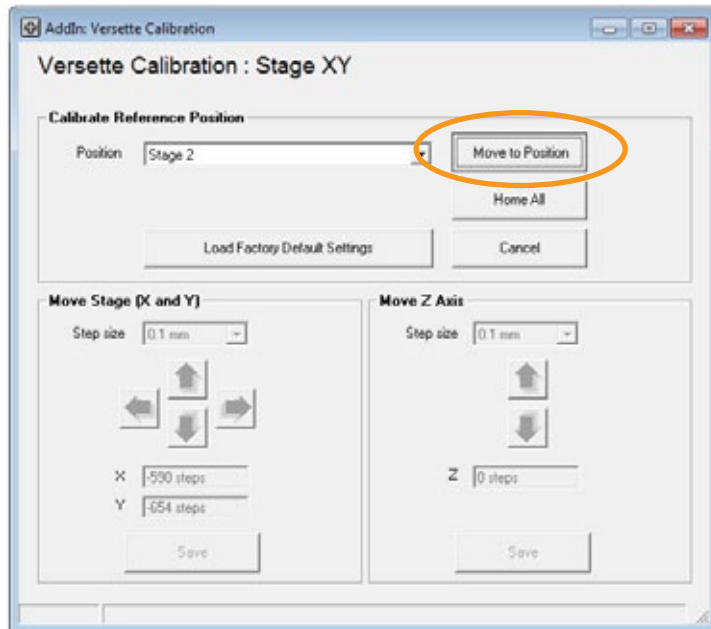 AddIn: Versette Calibration
Versette Calibration : Stage XY
Calibrate Reference Position
Position Stage 2 Move to Position
Home All
Load Factory Default Settings Cancel
Move Stage (X and Y) Move Z Axis
Step size 0.1 mm Step size 0.1 mm
X -590 steps Z 0 steps
Y -654 steps
Save Save